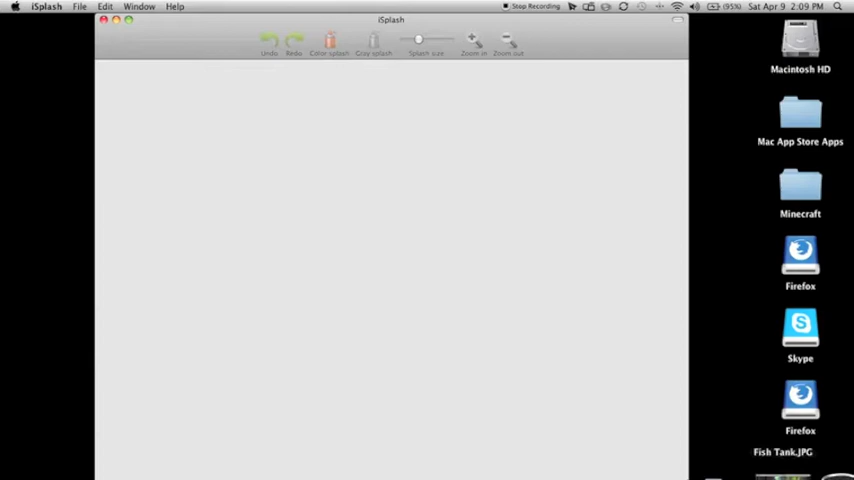 iSplash File Edit Window Help Stop Recording (95%) Sat Apr 9 2:09 PM
iSplash
Undo Redo Color splash Gray splash Splash size Zoom in Zoom out
Macintosh HD
Mac App Store Apps
Minecraft
Firefox
Skype
Firefox
Fish Tank.JPG